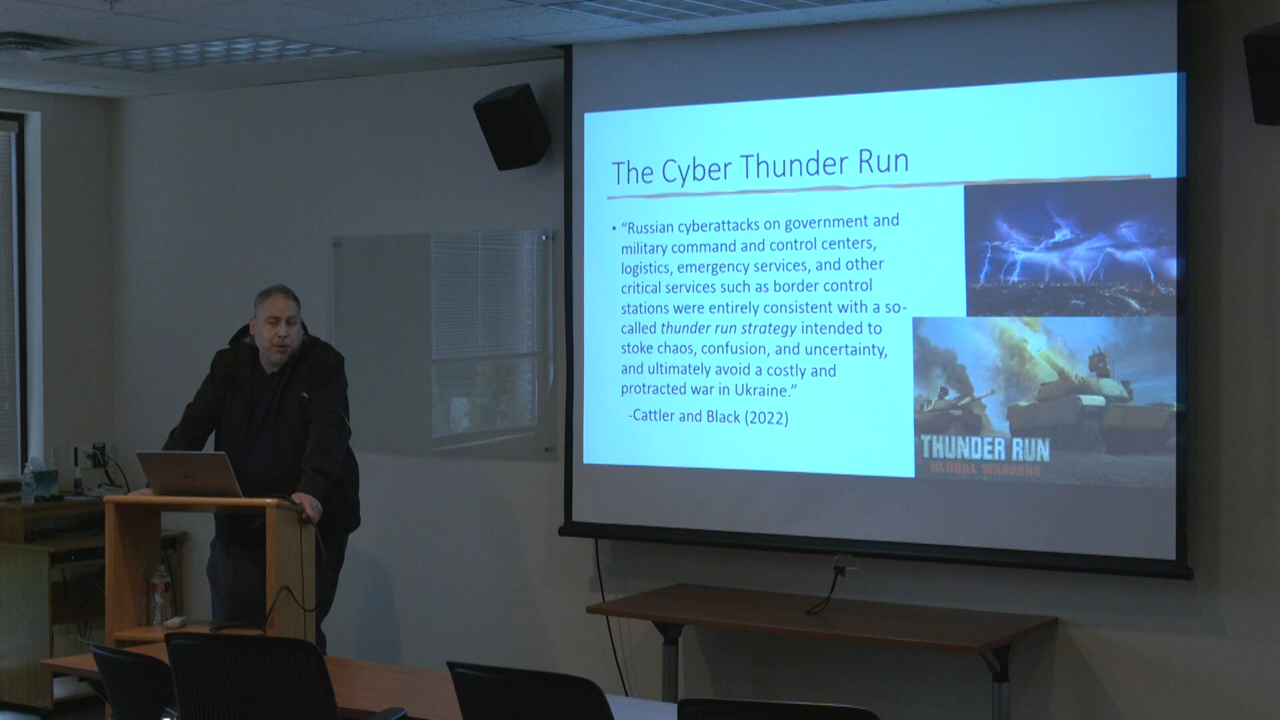 The Cyber Thunder Run
• “Russian cyberattacks on government and
military command and control centers,
logistics, emergency services, and other
critical services such as border control
stations were entirely consistent with a so-
called thunder run strategy intended to
stoke chaos, confusion, and uncertainty,
and ultimately avoid a costly and
protracted war in Ukraine.”
-Cattler and Black (2022)
THUNDER RUN
GLOBAL WARFARE